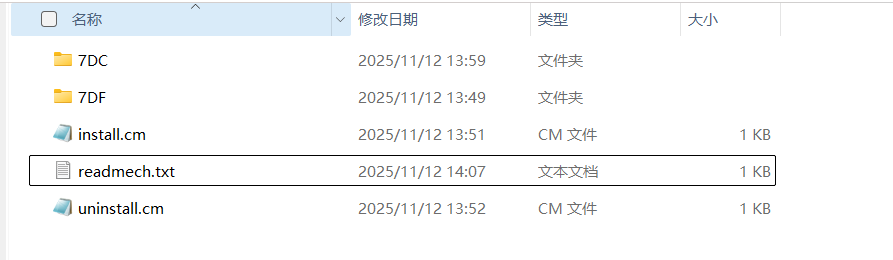 名称 修改日期 类型 大小
7DC 2025/11/12 13:59 文件夹
7DF 2025/11/12 13:49 文件夹
install.cm 2025/11/12 13:51 CM 文件 1 KB
readmech.txt 2025/11/12 14:07 文本文档 1 KB
uninstall.cm 2025/11/12 13:52 CM 文件 1 KB